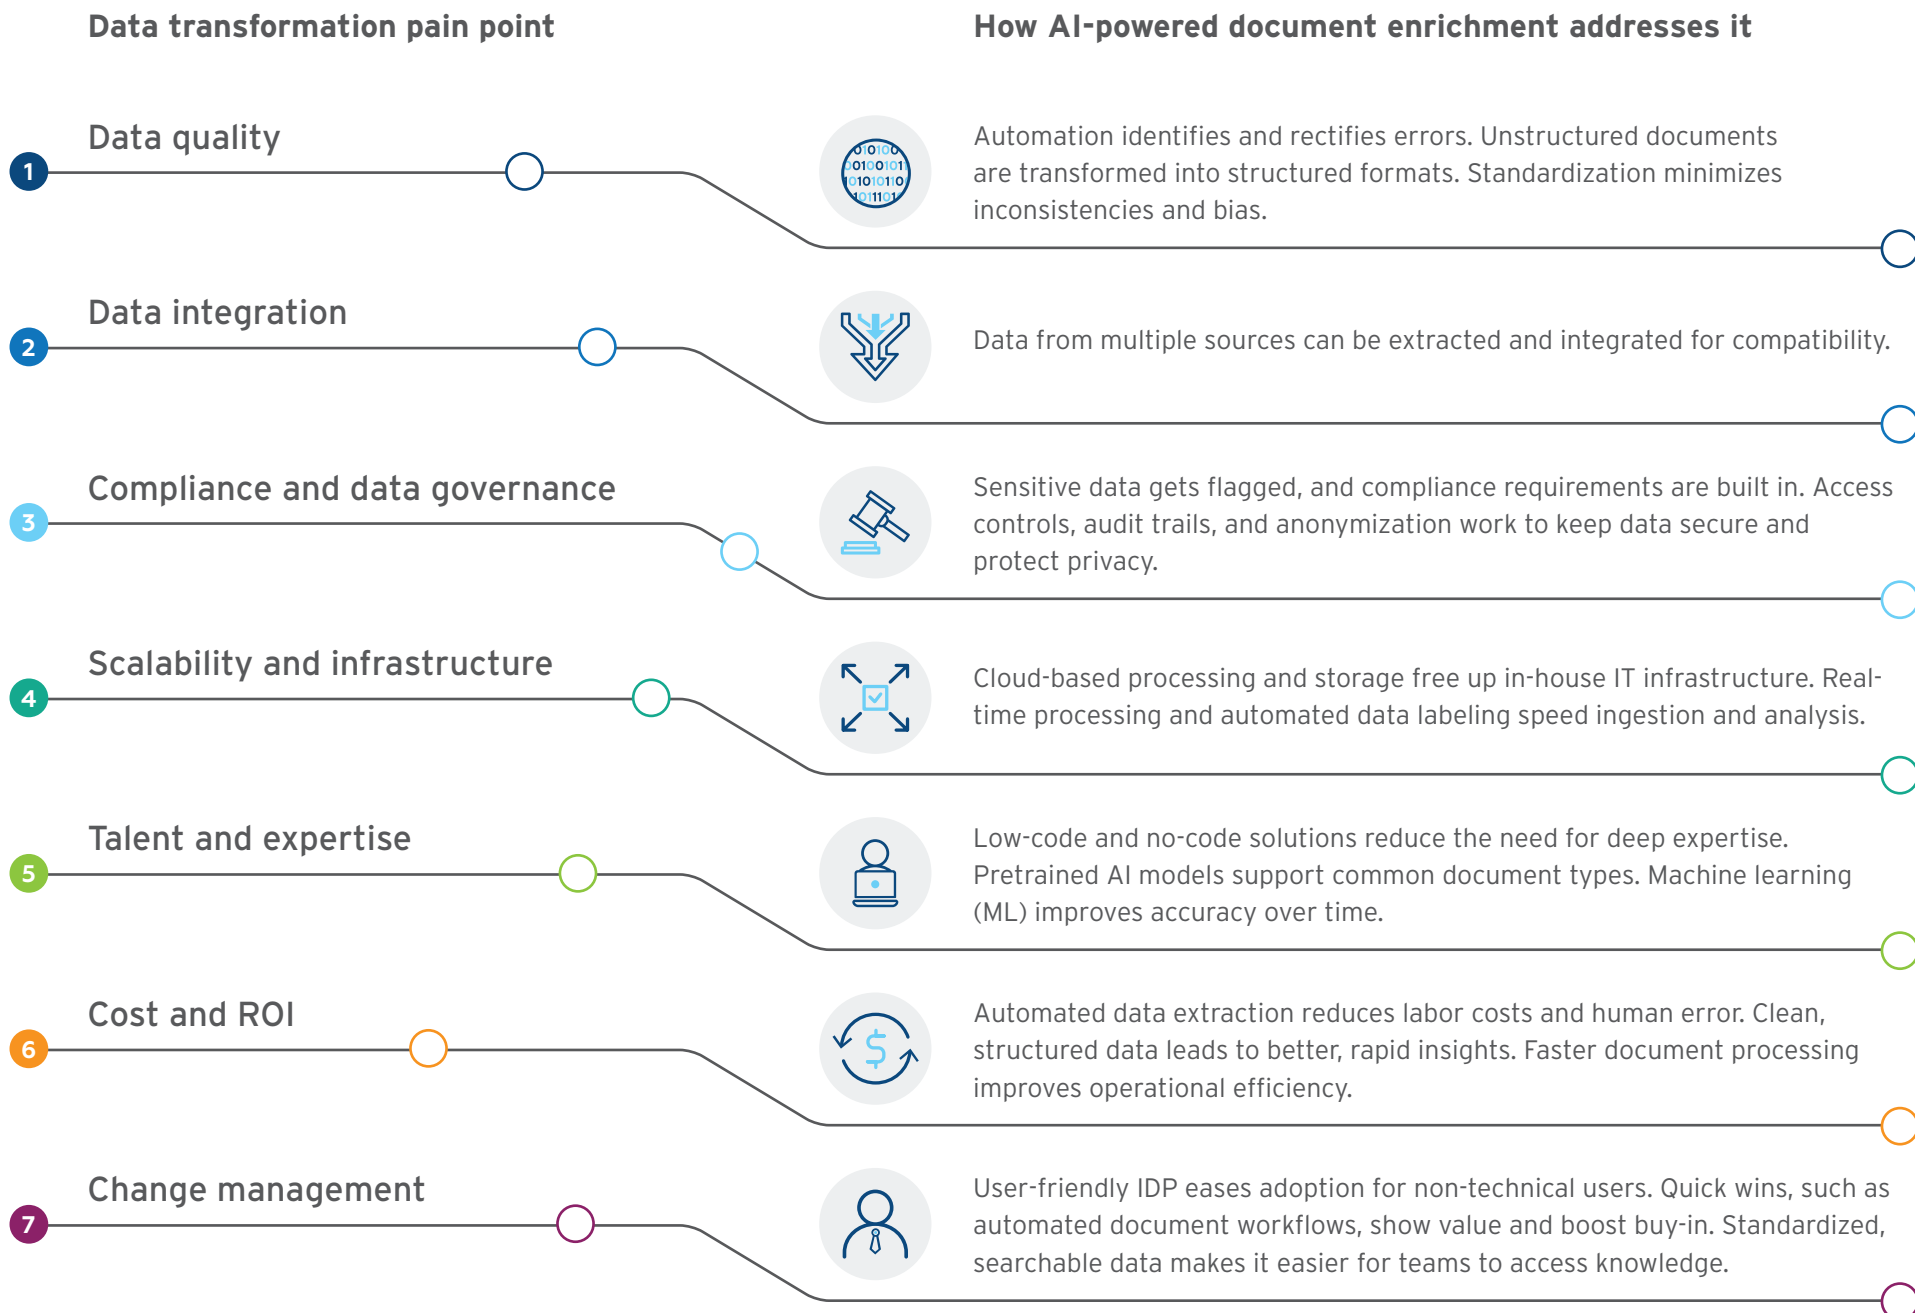 Data transformation pain point
How AI-powered document enrichment addresses it
1
Data quality
Automation identifies and rectifies errors. Unstructured documents
are transformed into structured formats. Standardization minimizes
inconsistencies and bias.
2
Data integration
Data from multiple sources can be extracted and integrated for compatibility.
3
Compliance and data governance
Sensitive data gets flagged, and compliance requirements are built in. Access
controls, audit trails, and anonymization work to keep data secure and
protect privacy.
4
Scalability and infrastructure
Cloud-based processing and storage free up in-house IT infrastructure. Real-
time processing and automated data labeling speed ingestion and analysis.
5
Talent and expertise
Low-code and no-code solutions reduce the need for deep expertise.
Pretrained AI models support common document types. Machine learning
(ML) improves accuracy over time.
6
Cost and ROI
$
Automated data extraction reduces labor costs and human error. Clean,
structured data leads to better, rapid insights. Faster document processing
improves operational efficiency.
7
Change management
User-friendly IDP eases adoption for non-technical users. Quick wins, such as
automated document workflows, show value and boost buy-in. Standardized,
searchable data makes it easier for teams to access knowledge.